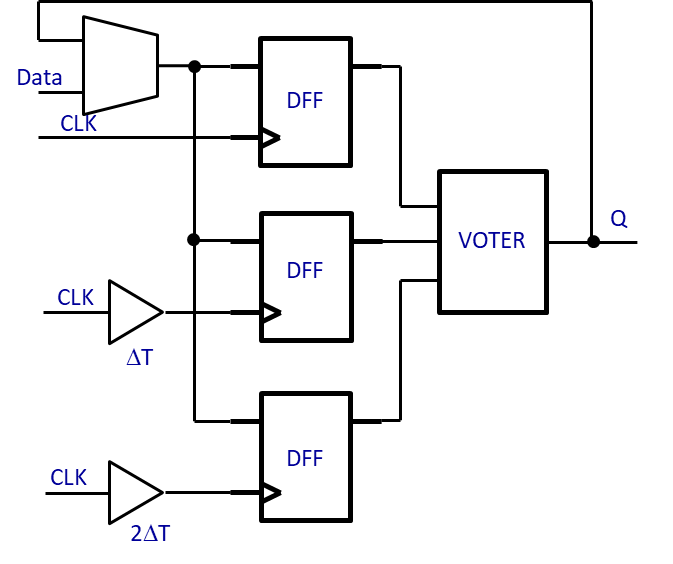 Data
CLK
DFF
VOTER
Q
CLK
DFF
ΔT
CLK
DFF
2ΔT